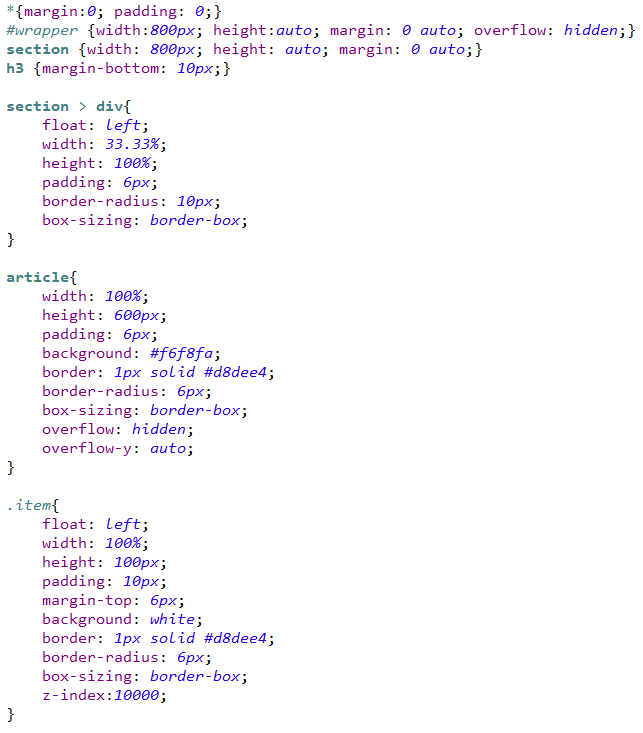 *{margin:0; padding: 0;}
#wrapper {width:800px; height:auto; margin: 0 auto; overflow: hidden;}
section {width: 800px; height: auto; margin: 0 auto;}
h3 {margin-bottom: 10px;}

section > div{
    float: left;
    width: 33.33%;
    height: 100%;
    padding: 6px;
    border-radius: 10px;
    box-sizing: border-box;
}

article{
    width: 100%;
    height: 600px;
    padding: 6px;
    background: #f6f8fa;
    border: 1px solid #d8dee4;
    border-radius: 6px;
    box-sizing: border-box;
    overflow: hidden;
    overflow-y: auto;
}

.item{
    float: left;
    width: 100%;
    height: 100px;
    padding: 10px;
    margin-top: 6px;
    background: white;
    border: 1px solid #d8dee4;
    border-radius: 6px;
    box-sizing: border-box;
    z-index:10000;
}